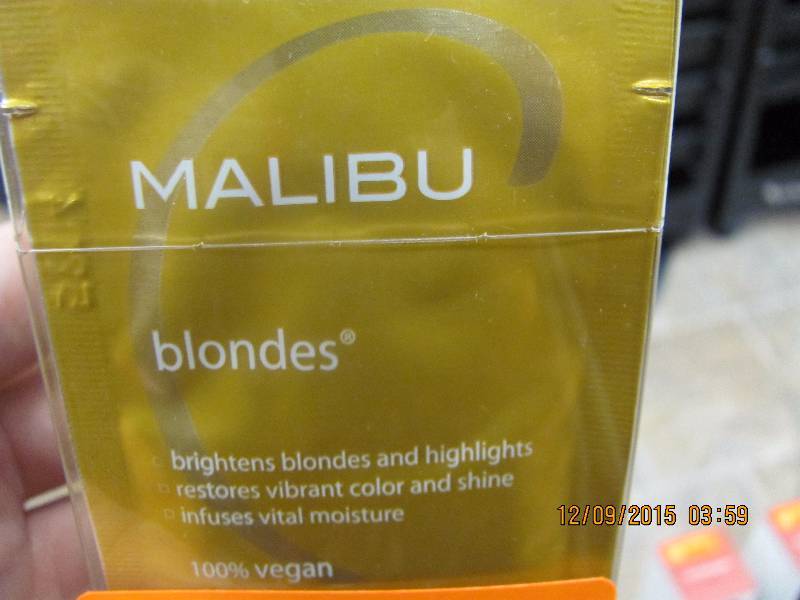 MALIBU
blondes®
brightens blondes and highlights
restores vibrant color and shine
infuses vital moisture
100% vegan
12/09/2015 03:59